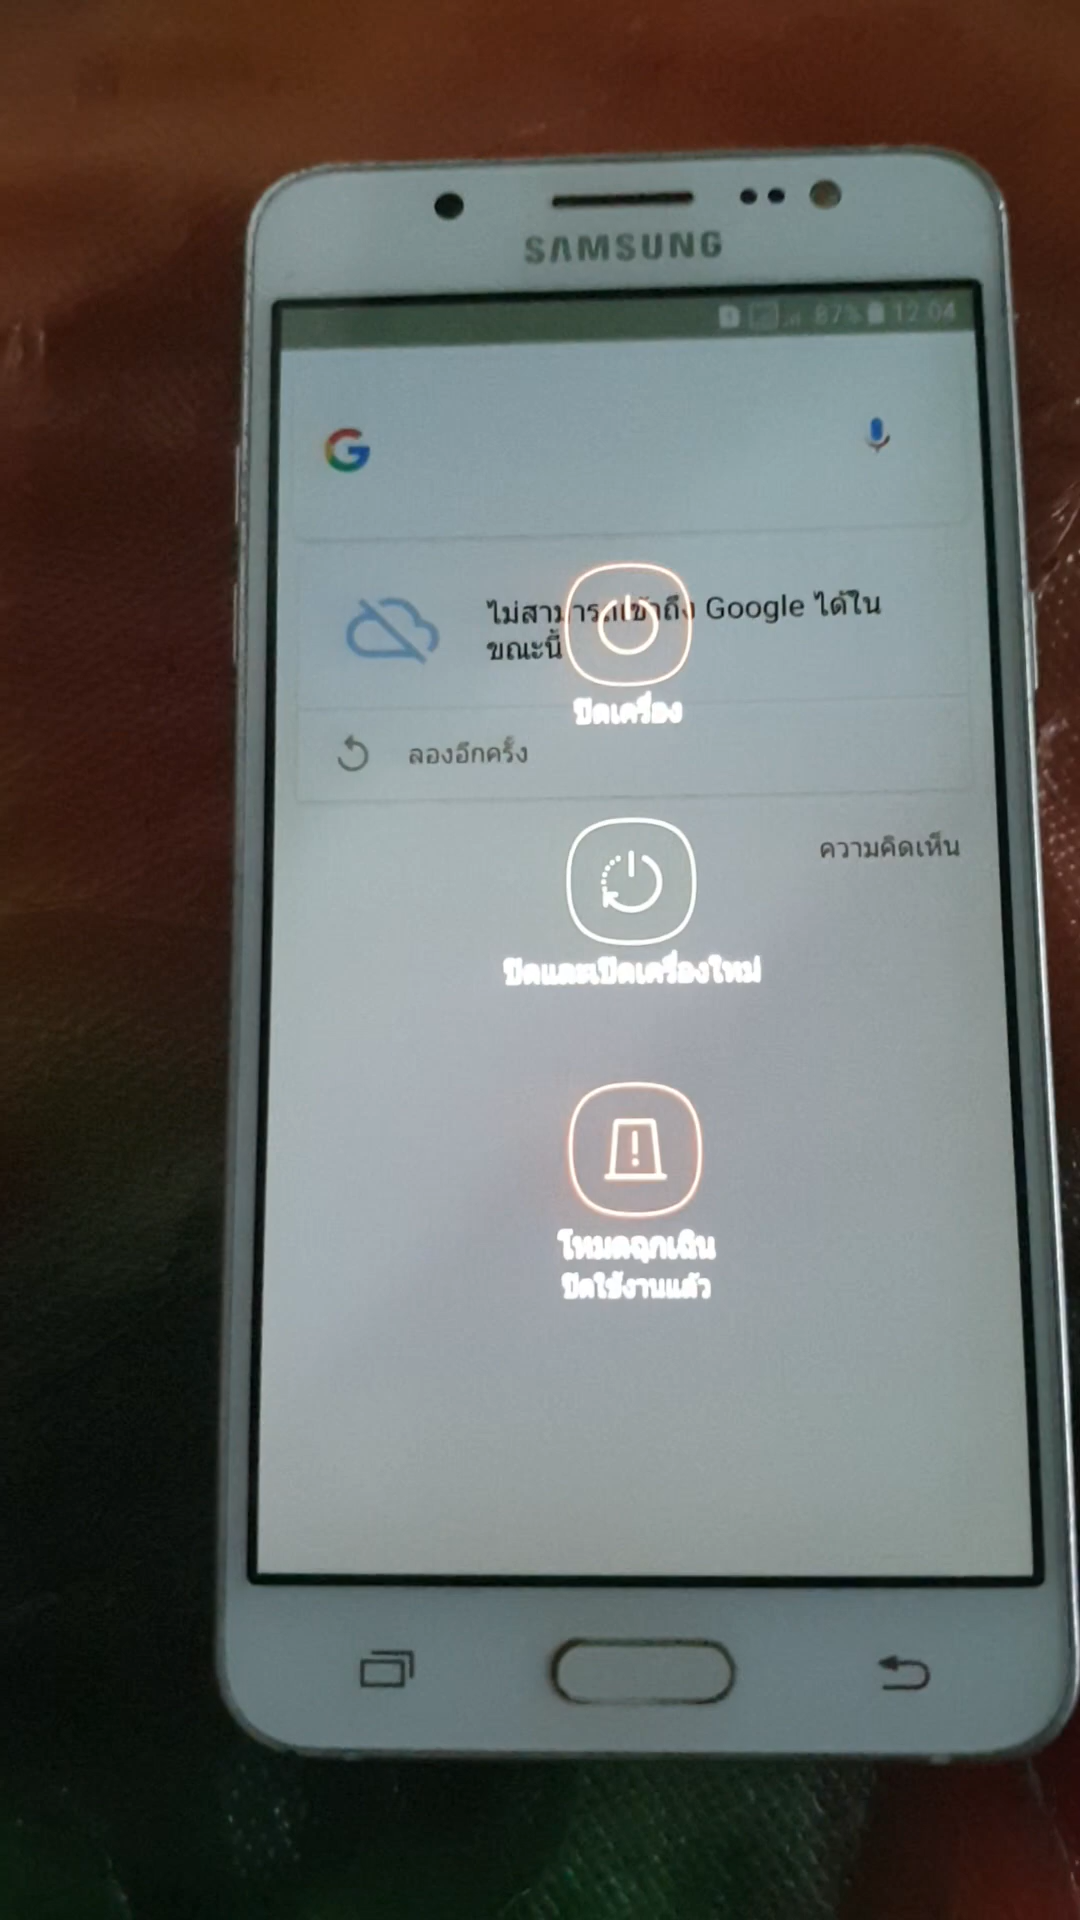 SAMSUNG
87% 12:04
G
ไม่สามารถเข้าถึง Google ได้ใน
ขณะนี้
ปิดเครื่อง
ลองอีกครั้ง
ความคิดเห็น
ปิดและเปิดเครื่องใหม่
โหมดฉุกเฉิน
ปิดใช้งานแล้ว